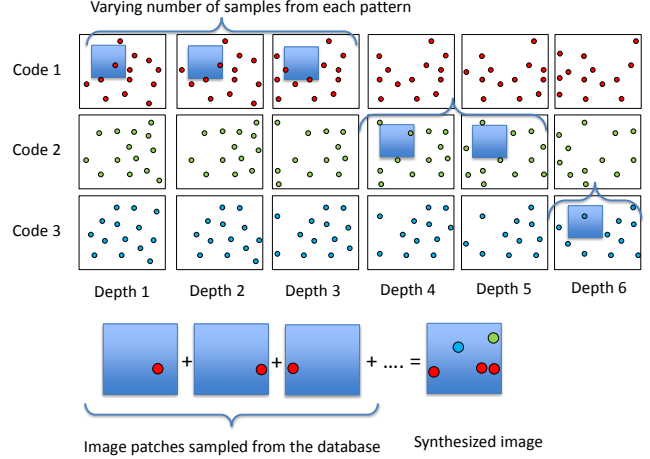 Varying number of samples from each pattern
Code 1
Code 2
Code 3
Depth 1 Depth 2 Depth 3 Depth 4 Depth 5 Depth 6
+ + + .... =
Image patches sampled from the database
Synthesized image